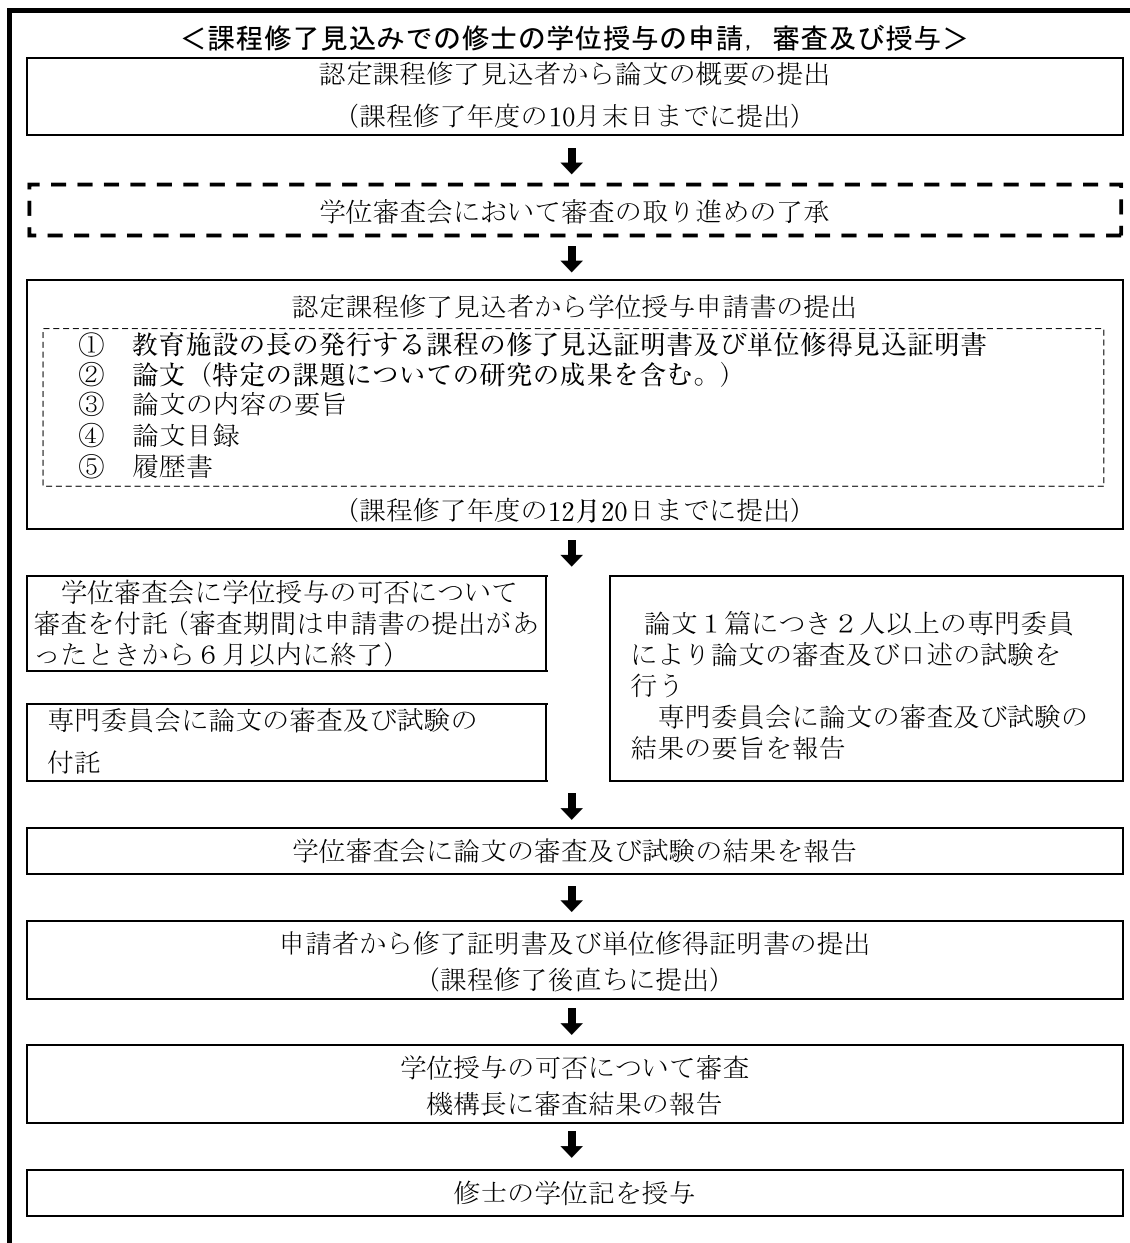 ＜課程修了見込みでの修士の学位授与の申請，審査及び授与＞
認定課程修了見込者から論文の概要の提出
（課程修了年度の10月末日までに提出）
学位審査会において審査の取り進めの了承
認定課程修了見込者から学位授与申請書の提出
① 教育施設の長の発行する課程の修了見込証明書及び単位修得見込証明書
② 論文（特定の課題についての研究の成果を含む。）
③ 論文の内容の要旨
④ 論文目録
⑤ 履歴書
（課程修了年度の12月20日までに提出）
学位審査会に学位授与の可否について
審査を付託（審査期間は申請書の提出があ
ったときから６月以内に終了）
専門委員会に論文の審査及び試験の
付託
論文１篇につき２人以上の専門委員
により論文の審査及び口述の試験を
行う
専門委員会に論文の審査及び試験の
結果の要旨を報告
学位審査会に論文の審査及び試験の結果を報告
申請者から修了証明書及び単位修得証明書の提出
（課程修了後直ちに提出）
学位授与の可否について審査
機構長に審査結果の報告
修士の学位記を授与